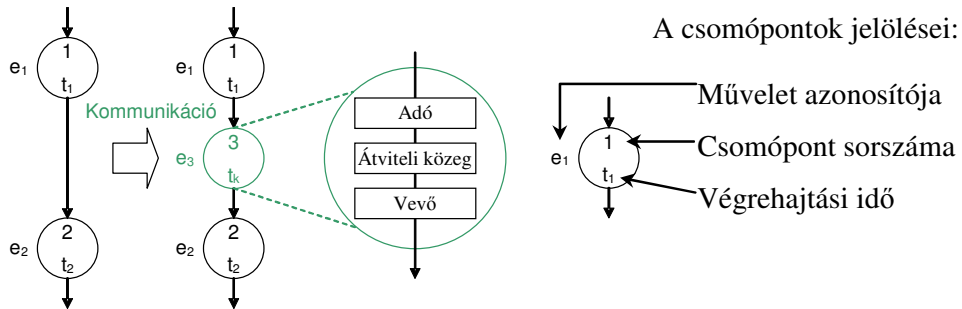 A csomópontok jelölései:
e1
1
t1
e2
2
t2
Kommunikáció
e1
1
t1
e3
3
tk
e2
2
t2
Adó
Átviteli közeg
Vevő
e1
1
t1
Művelet azonosítója
Csomópont sorszáma
Végrehajtási idő